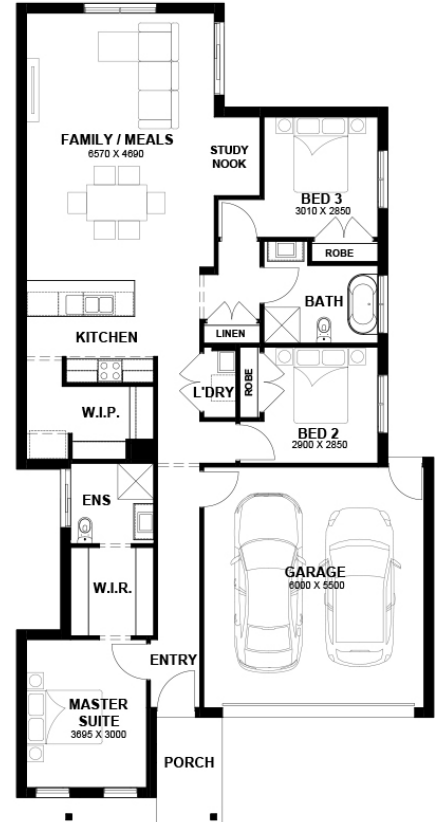 FAMILY / MEALS
6570 X 4690
STUDY
NOOK
BED 3
3010 X 2850
ROBE
BATH
LINEN
KITCHEN
L'DRY
ROBE
W.I.P.
BED 2
2900 X 2850
ENS
GARAGE
6000 X 5500
W.I.R.
ENTRY
MASTER
SUITE
3695 X 3000
PORCH